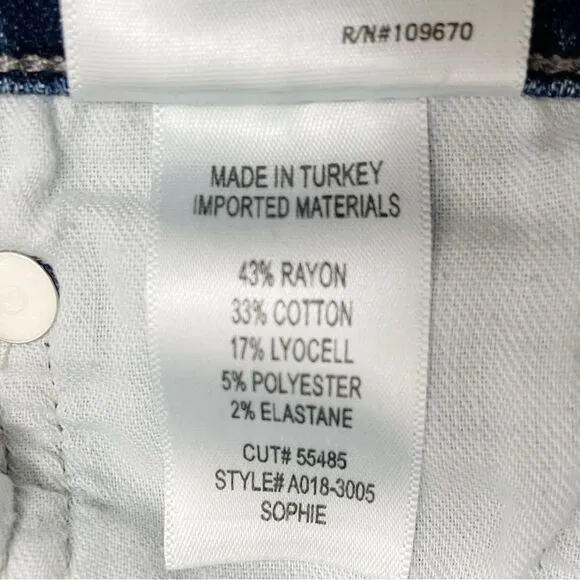 R/N#109670
MADE IN TURKEY
IMPORTED MATERIALS
43% RAYON
33% COTTON
17% LYOCELL
5% POLYESTER
2% ELASTANE
CUT# 55485
STYLE# A018-3005
SOPHIE